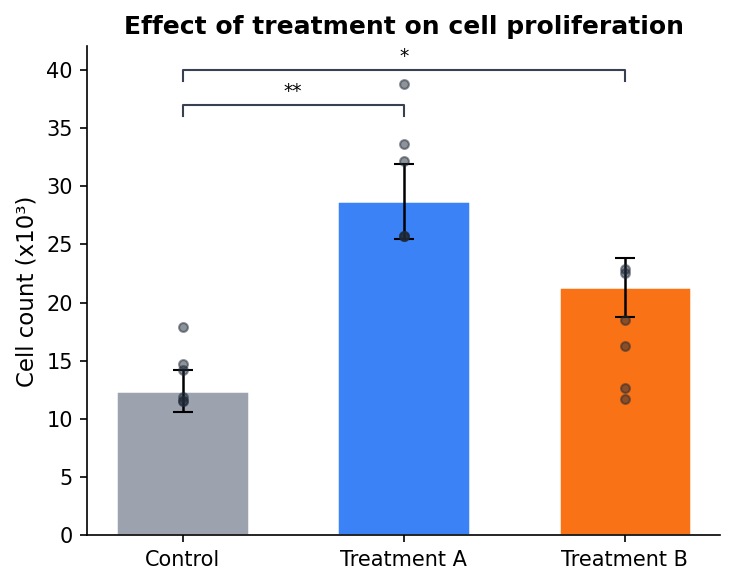 Effect of treatment on cell proliferation
*
**
Cell count (x10³)
40
35
30
25
20
15
10
5
0
Control
Treatment A
Treatment B